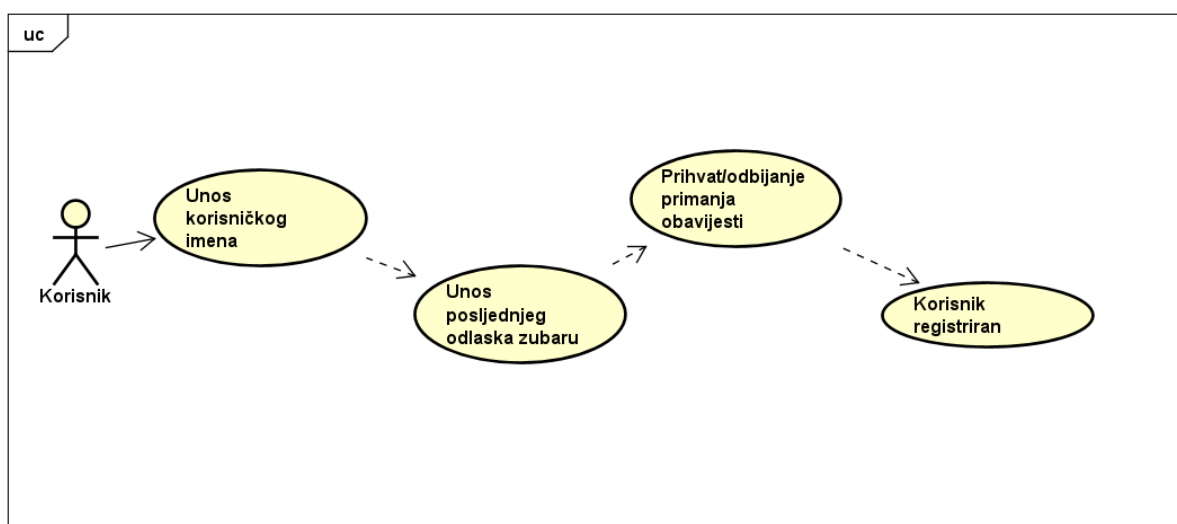 uc
Korisnik
Unos
korisničkog
imena
Unos
posljednjeg
odlaska zubaru
Prihvat/odbijanje
primanja
obavijesti
Korisnik
registriran